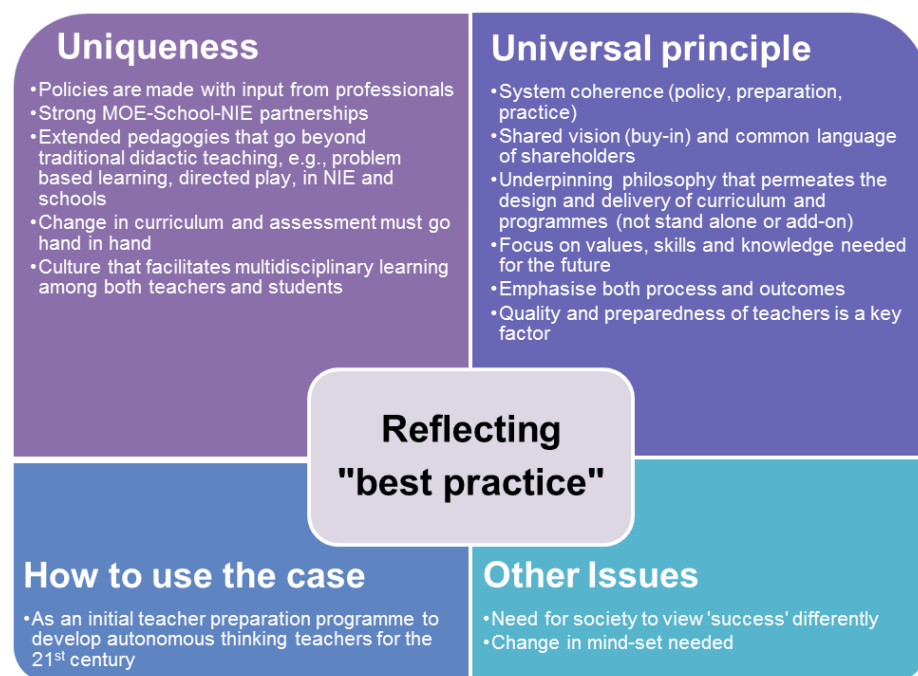 Uniqueness
•Policies are made with input from professionals
•Strong MOE-School-NIE partnerships
•Extended pedagogies that go beyond
traditional didactic teaching, e.g., problem
based learning, directed play, in NIE and
schools
•Change in curriculum and assessment must go
hand in hand
•Culture that facilitates multidisciplinary learning
among both teachers and students
Universal principle
•System coherence (policy, preparation,
practice)
•Shared vision (buy-in) and common language
of shareholders
•Underpinning philosophy that permeates the
design and delivery of curriculum and
programmes (not stand alone or add-on)
•Focus on values, skills and knowledge needed
for the future
•Emphasise both process and outcomes
•Quality and preparedness of teachers is a key
factor
Reflecting
"best practice"
How to use the case
•As an initial teacher preparation programme to
develop autonomous thinking teachers for the
21st century
Other Issues
•Need for society to view 'success' differently
•Change in mind-set needed